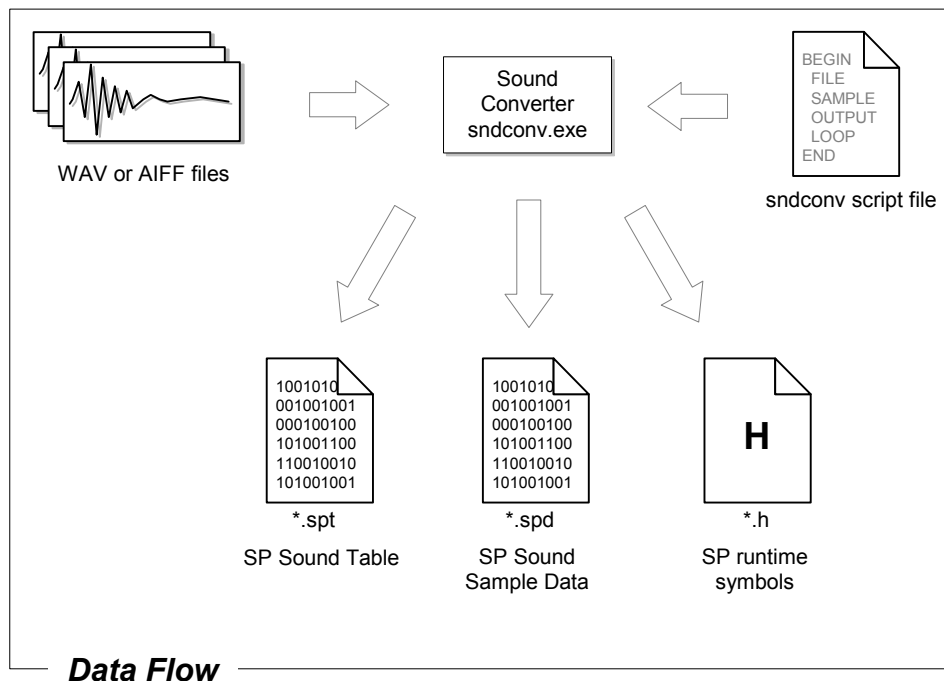 WAV or AIFF files
Sound
Converter
sndconv.exe
BEGIN
FILE
SAMPLE
OUTPUT
LOOP
END
sndconv script file
1001010
001001001
000100100
101001100
110010010
101001001
*.spt
SP Sound Table
1001010
001001001
000100100
101001100
110010010
101001001
*.spd
SP Sound
Sample Data
H
*.h
SP runtime
symbols
Data Flow